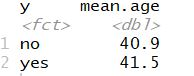 y mean.age
<fct> <dbl>
1 no 40.9
2 yes 41.5